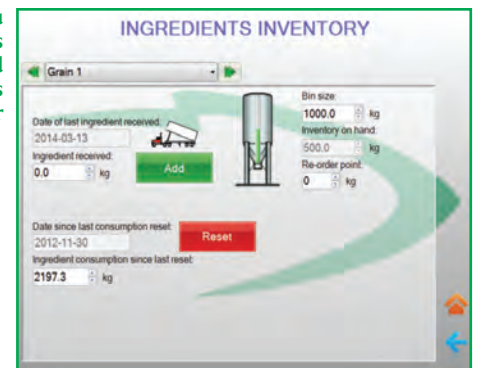 INGREDIENTS INVENTORY
Grain 1
Date of last ingredient received:
2014-03-13
Ingredient received:
0.0 kg
Add
Bin size:
1000.0 kg
Inventory on hand:
500.0 kg
Re-order point:
0 kg
Date since last consumption reset:
2012-11-30
Reset
Ingredient consumption since last reset:
2197.3 kg